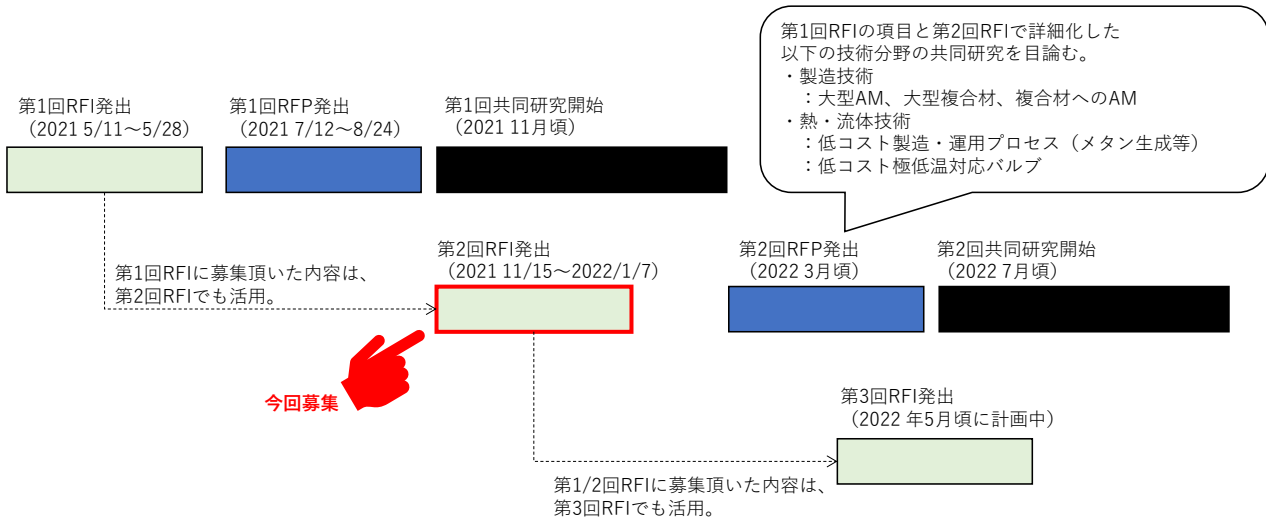 第1回RFIの項目と第2回RFIで詳細化した
以下の技術分野の共同研究を目論む。
・製造技術
：大型AM、大型複合材、複合材へのAM
・熱・流体技術
：低コスト製造・運用プロセス（メタン生成等）
：低コスト極低温対応バルブ
第1回RFI発出
（2021 5/11～5/28）
第1回RFP発出
（2021 7/12～8/24）
第1回共同研究開始
（2021 11月頃）
第1回RFIに募集頂いた内容は、
第2回RFIでも活用。
第2回RFI発出
（2021 11/15～2022/1/7）
第2回RFP発出
（2022 3月頃）
第2回共同研究開始
（2022 7月頃）
今回募集
第3回RFI発出
（2022 年5月頃に計画中）
第1/2回RFIに募集頂いた内容は、
第3回RFIでも活用。